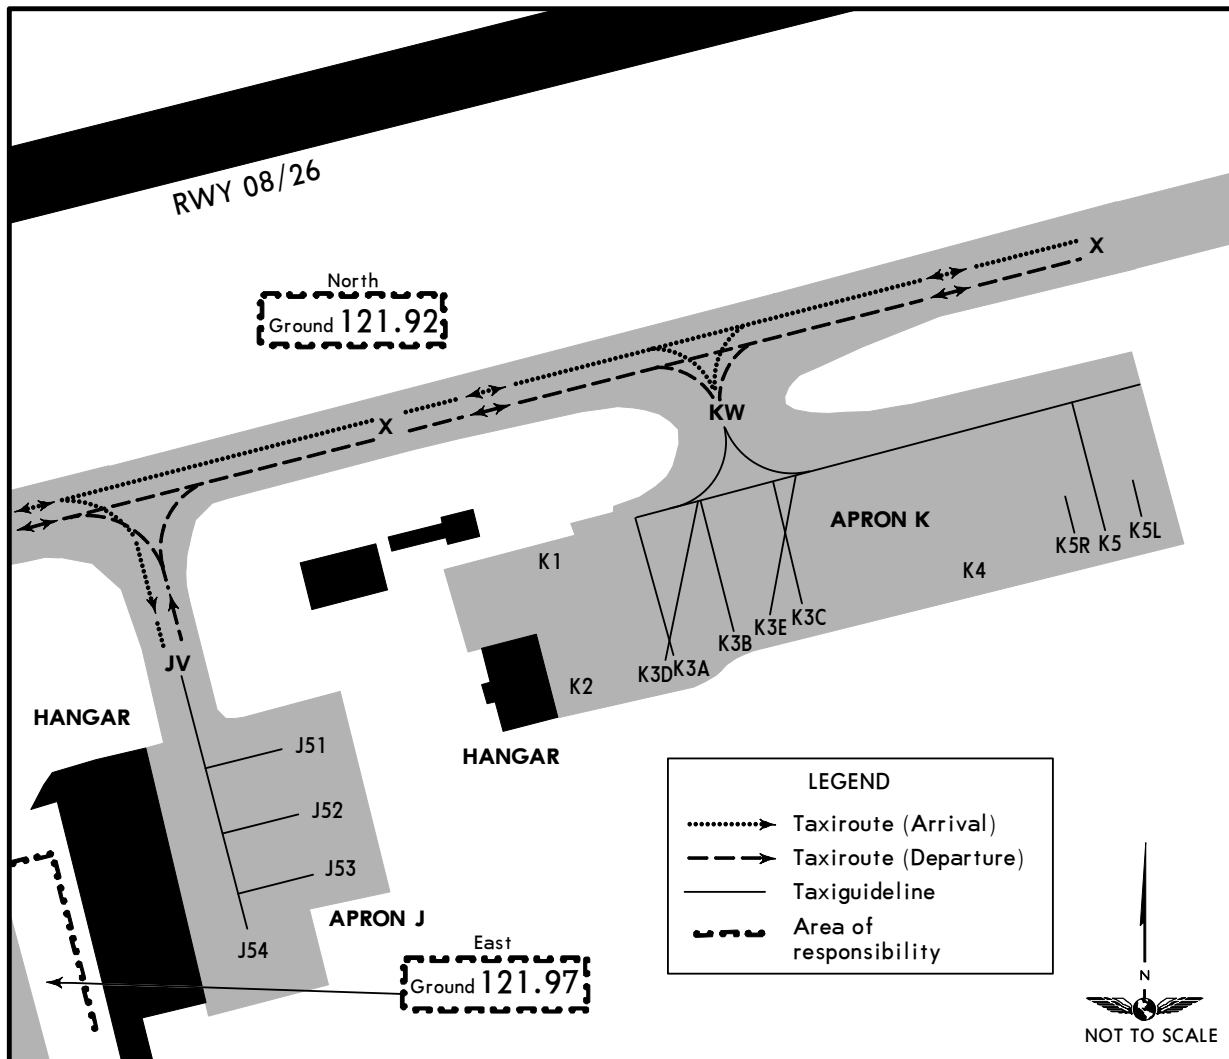 RWY 08/26
North
Ground 121.92
X
X
KW
APRON K
K1
K5R
K5
K5L
K4
K3E
K3C
K3B
K3D
K3A
K2
JV
HANGAR
HANGAR
J51
J52
J53
J54
APRON J
East
Ground 121.97
LEGEND
Taxiroute (Arrival)
Taxiroute (Departure)
Taxiguideline
Area of
responsibility
N
NOT TO SCALE